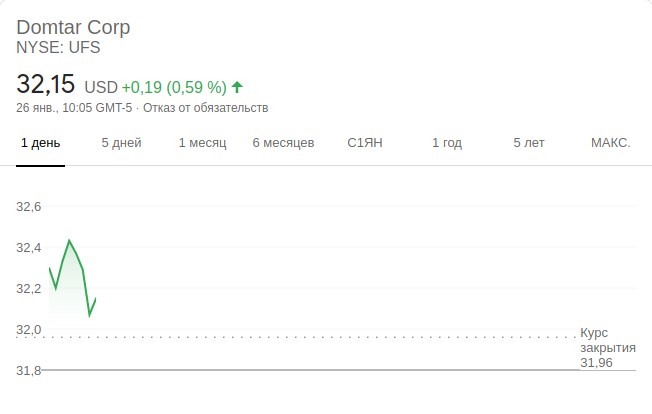 Domtar Corp
NYSE: UFS
32,15 USD +0,19 (0,59 %)
26 янв., 10:05 GMT-5 · Отказ от обязательств
1 день 5 дней 1 месяц 6 месяцев С1ЯН 1 год 5 лет МАКС.
32,6
32,4
32,2
32,0
31,8
Курс
закрытия
31,96